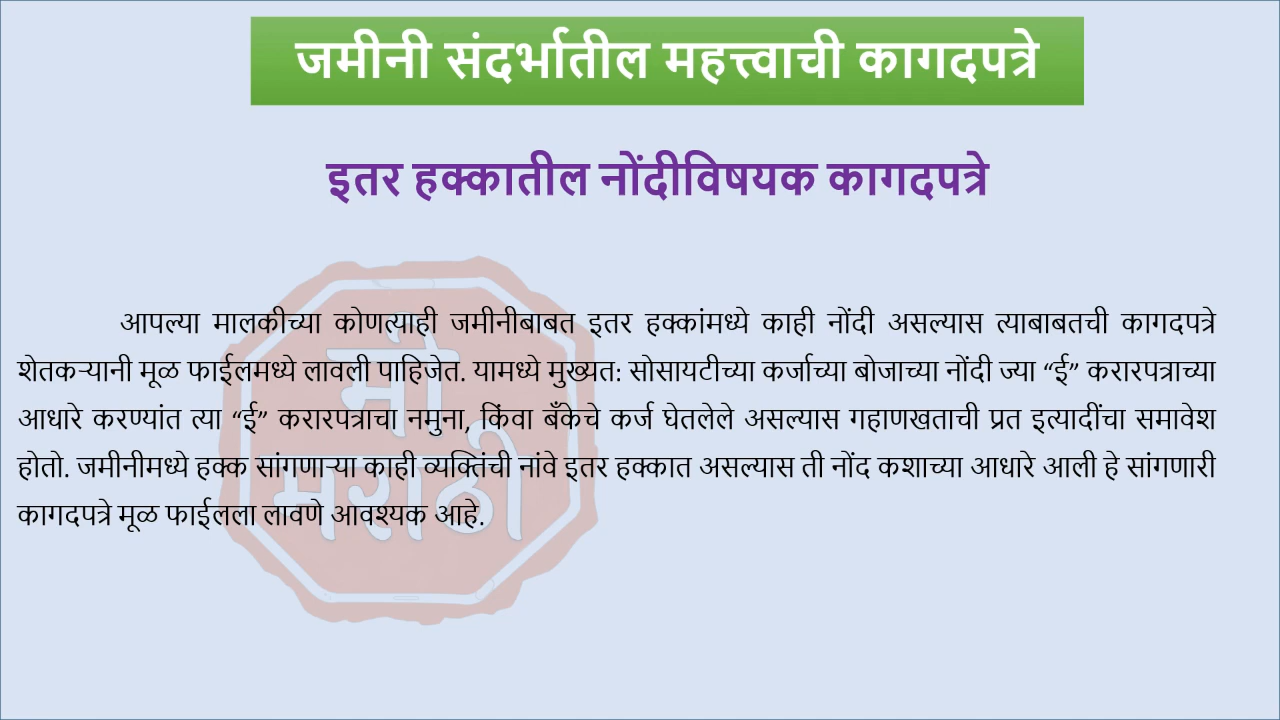 जमीनी संदर्भातील महत्त्वाची कागदपत्रे
इतर हक्कातील नोंदीविषयक कागदपत्रे
आपल्या मालकीच्या कोणत्याही जमीनीबाबत इतर हक्कांमध्ये काही नोंदी असल्यास त्याबाबतची कागदपत्रे
शेतकऱ्यानी मूळ फाईलमध्ये लावली पाहिजेत. यामध्ये मुख्यत: सोसायटीच्या कर्जाच्या बोजाच्या नोंदी ज्या “ई” करारपत्राच्या
आधारे करण्यांत त्या “ई” करारपत्राचा नमुना, किंवा बँकेचे कर्ज घेतलेले असल्यास गहाणखताची प्रत इत्यादींचा समावेश
होतो. जमीनीमध्ये हक्क सांगणाऱ्या काही व्यक्तिंची नांवे इतर हक्कात असल्यास ती नोंद कशाच्या आधारे आली हे सांगणारी
कागदपत्रे मूळ फाईलला लावणे आवश्यक आहे.
मी
मराठी